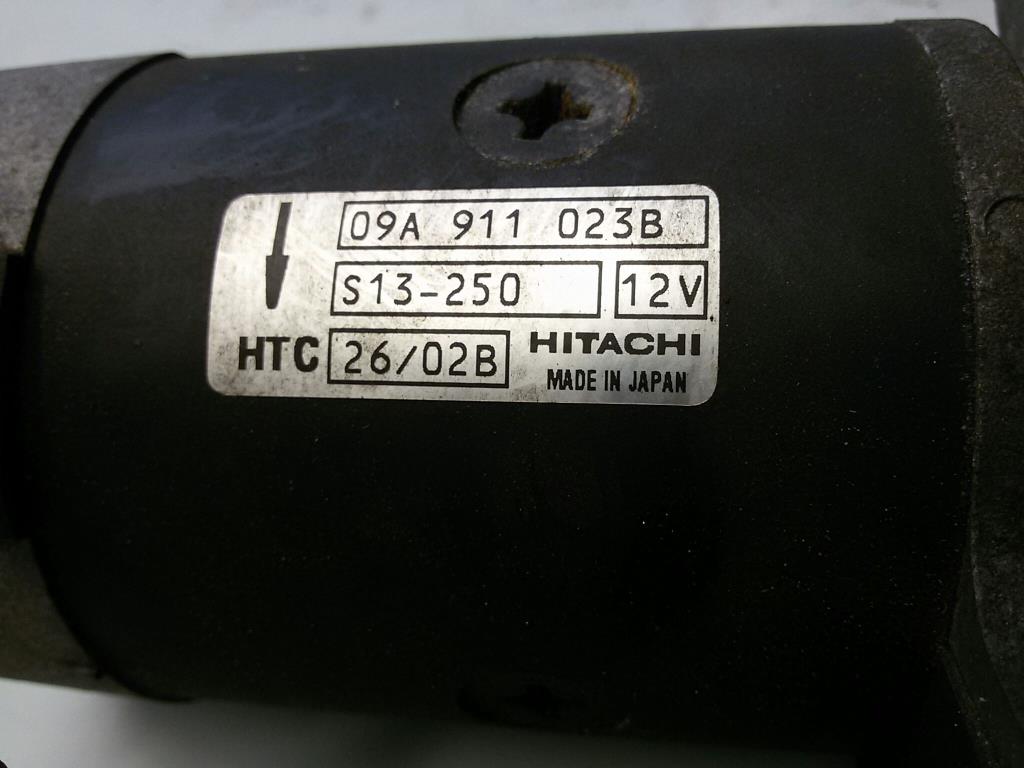 09A 911 023B
S13-250 12V
HTC 26/02B HITACHI
MADE IN JAPAN